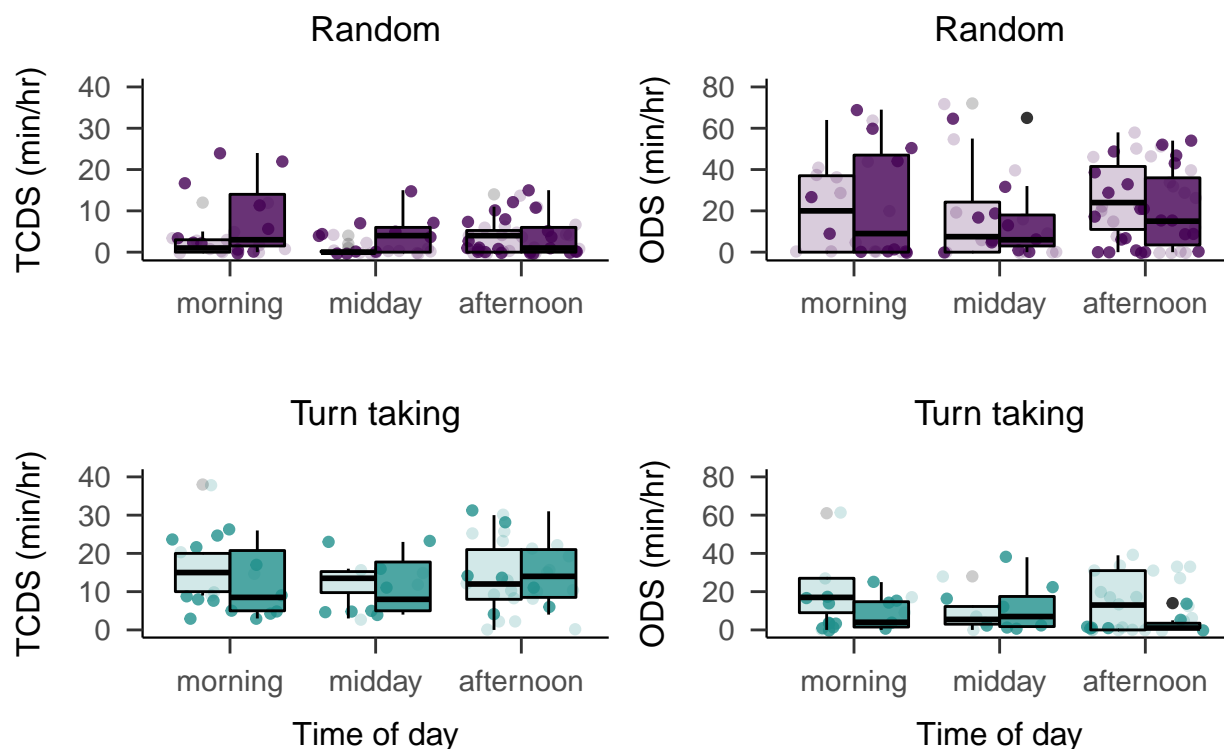 Random
TCDS (min/hr)
40
30
20
10
0
morning midday afternoon
Random
ODS (min/hr)
80
60
40
20
0
morning midday afternoon
Turn taking
TCDS (min/hr)
40
30
20
10
0
morning midday afternoon
Time of day
Turn taking
ODS (min/hr)
80
60
40
20
0
morning midday afternoon
Time of day